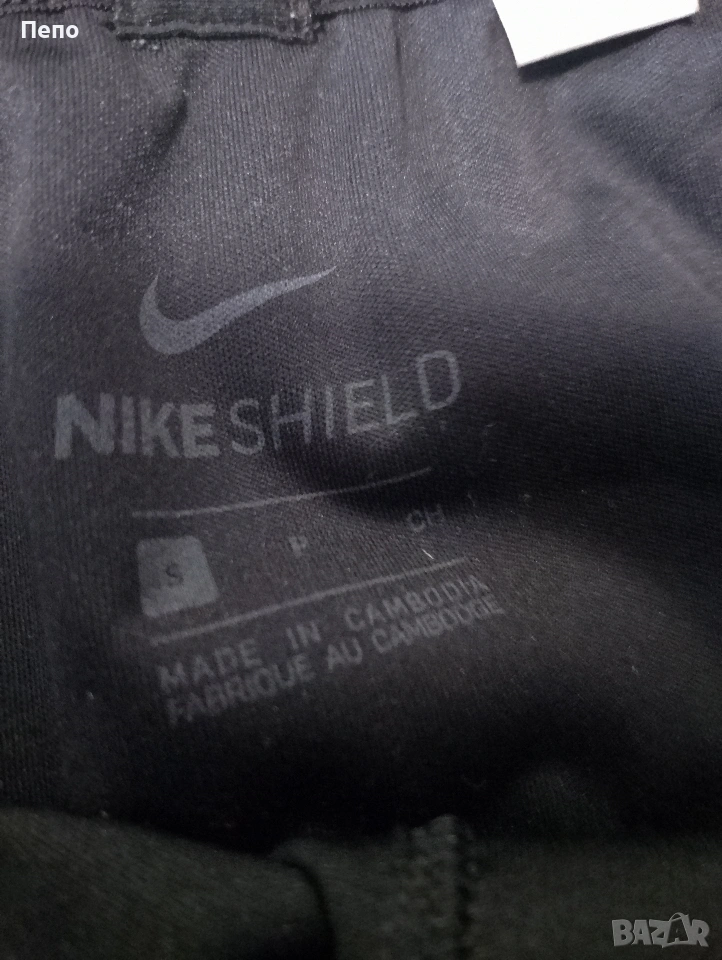 Пепо
NIKESHIELD
S P CH
MADE IN CAMBODIA
FABRIQUE AU CAMBODGE
BAZAR